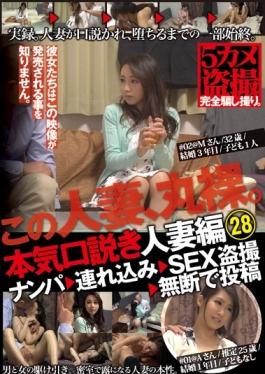 実録、人妻が口説かれ、堕ちるまでの一部始終。
彼女たちはこの映像が
発売される事を
知りません。
5カメ
盗撮
完全騙し撮り。
#02@Mさん/32歳/
結婚3年目/子ども1人
この人妻、丸裸。
本気口説き人妻編28
ナンパ▶連れ込み▶SEX盗撮
▶無断で投稿
#01@Aさん/推定25歳/
結婚1年目/子どもなし
男と女の駆け引き。密室で露になる人妻の本性。